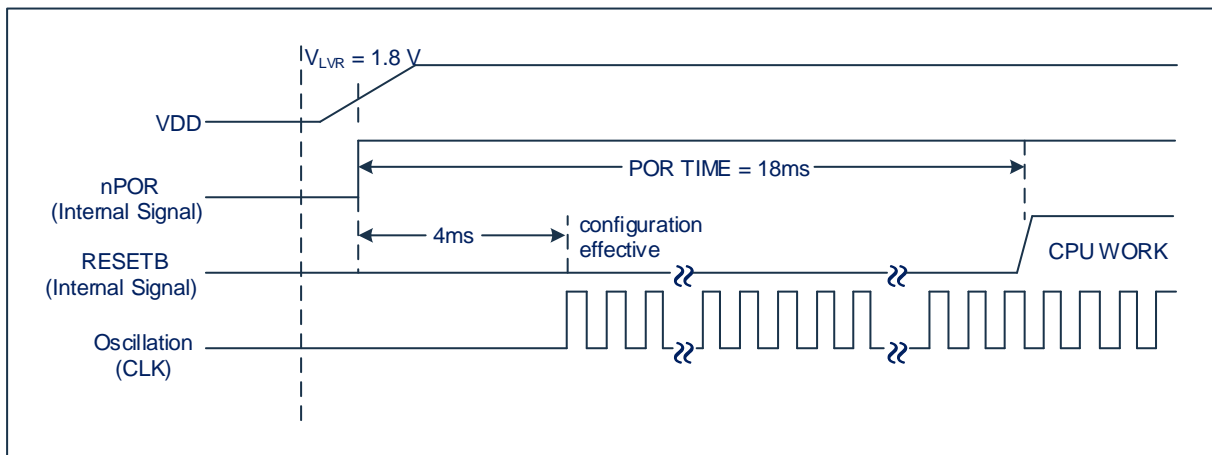 V_LVR = 1.8 V
VDD
POR TIME = 18ms
nPOR
(Internal Signal)
4ms
configuration
effective
RESETB
(Internal Signal)
CPU WORK
Oscillation
(CLK)